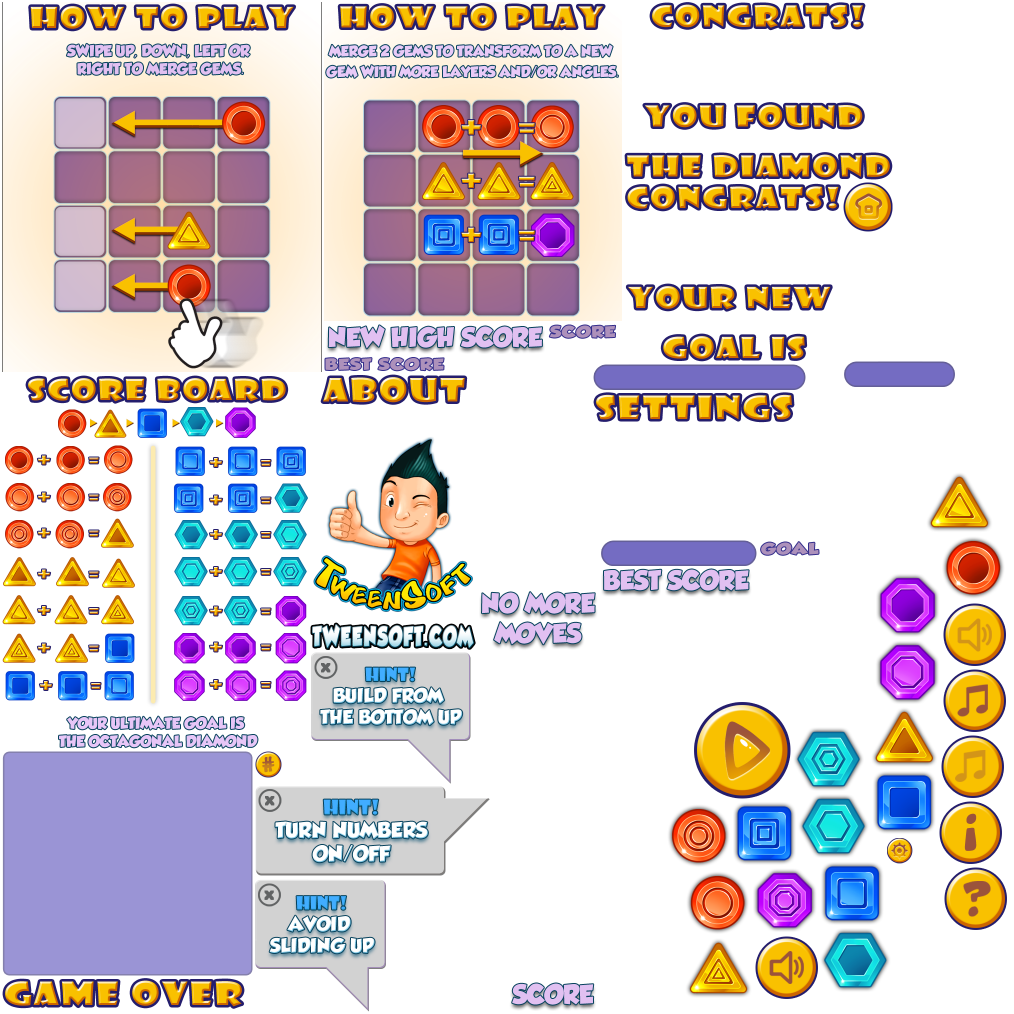 HOW TO PLAY
SWIPE UP, DOWN, LEFT OR
RIGHT TO MERGE GEMS.
HOW TO PLAY
MERGE 2 GEMS TO TRANSFORM TO A NEW
GEM WITH MORE LAYERS AND/OR ANGLES.
CONGRATS!
YOU FOUND
THE DIAMOND
CONGRATS!
YOUR NEW
GOAL IS
NEW HIGH SCORE
SCORE
BEST SCORE
SCORE BOARD
ABOUT
SETTINGS
TWEENSOFT
TWEENSOFT.COM
GOAL
BEST SCORE
NO MORE
MOVES
HINT!
BUILD FROM
THE BOTTOM UP
YOUR ULTIMATE GOAL IS
THE OCTAGONAL DIAMOND
#
HINT!
TURN NUMBERS
ON/OFF
HINT!
AVOID
SLIDING UP
GAME OVER
SCORE
i
?